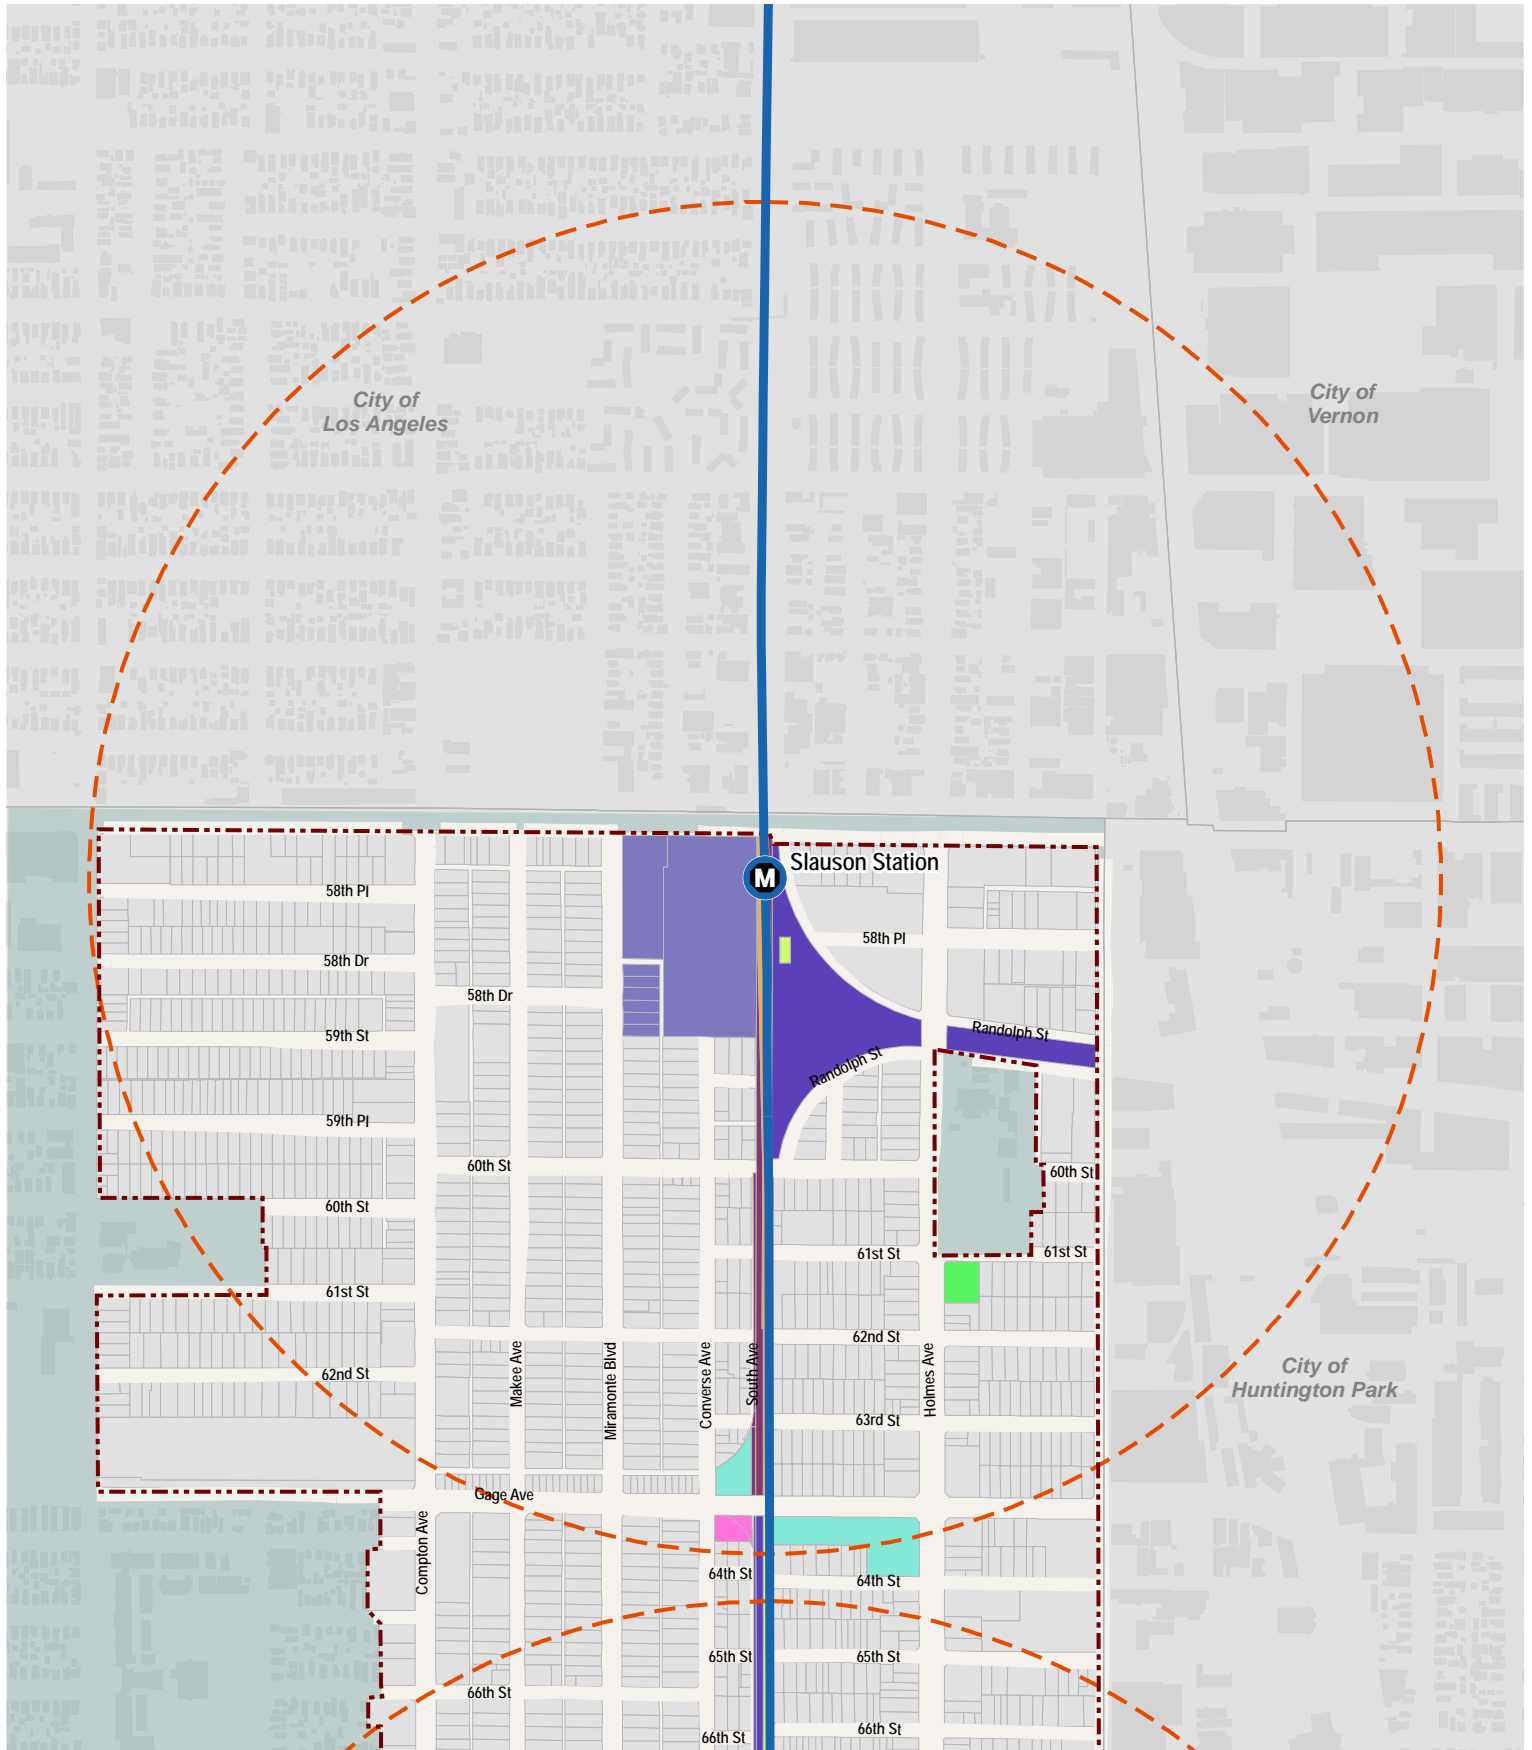 City of
Los Angeles
City of
Vernon
M
Slauson Station
58th Pl
58th Pl
58th Dr
58th Dr
59th St
Randolph St
Randolph St
59th Pl
60th St
60th St
60th St
61st St
61st St
61st St
62nd St
62nd St
Makee Ave
Miramonte Blvd
Converse Ave
South Ave
Holmes Ave
City of
Huntington Park
63rd St
Gage Ave
Compton Ave
64th St
64th St
65th St
65th St
66th St
66th St
66th St